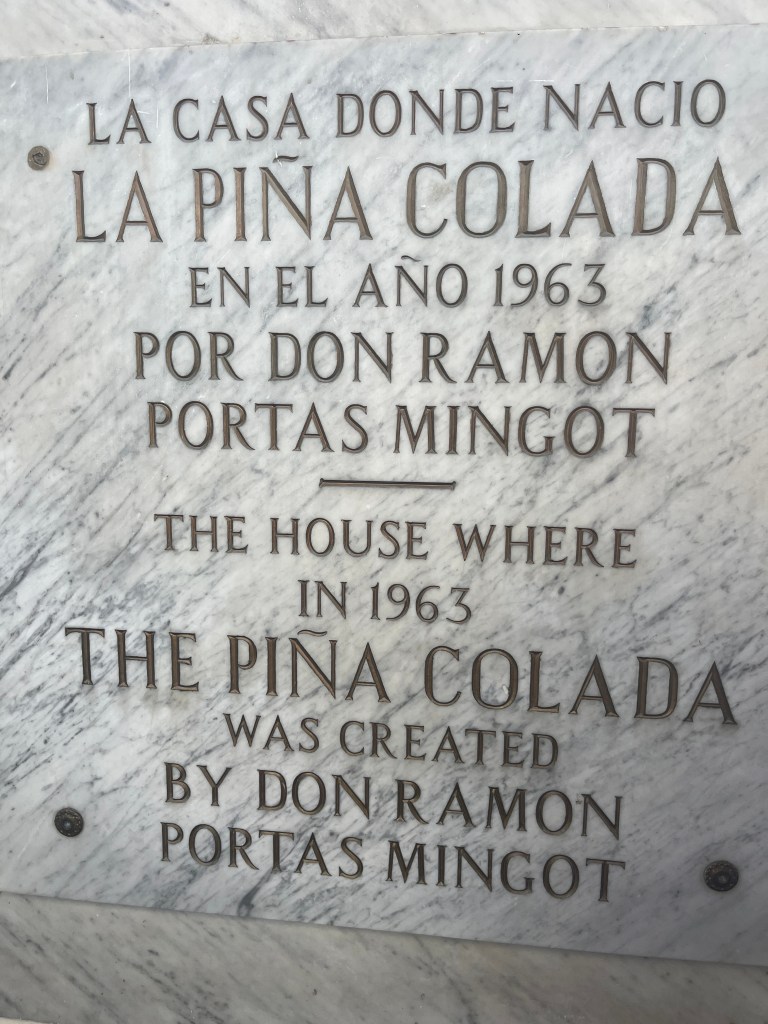 LA CASA DONDE NACIO
LA PIÑA COLADA
EN EL AÑO 1963
POR DON RAMON
PORTAS MINGOT
THE HOUSE WHERE
IN 1963
THE PIÑA COLADA
WAS CREATED
BY DON RAMON
PORTAS MINGOT